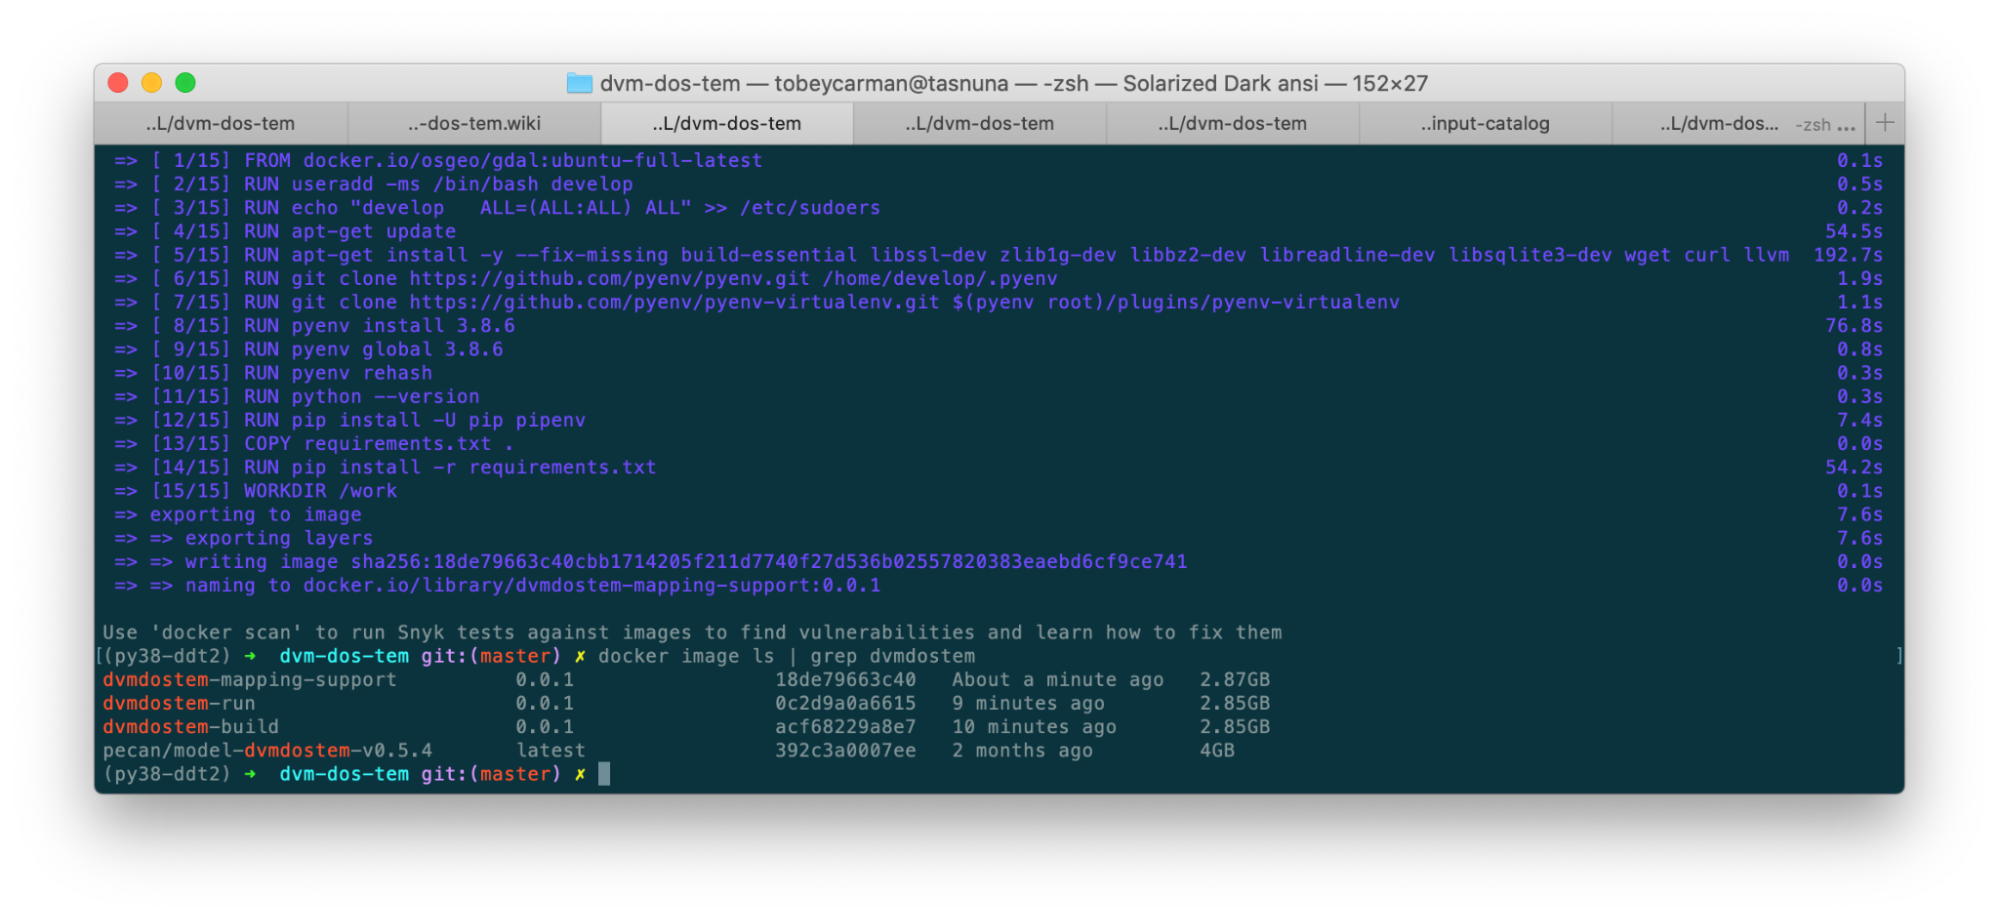 dvm-dos-tem — tobeycarman@tasnuna — -zsh — Solarized Dark ansi — 152×27
..L/dvm-dos-tem ..-dos-tem.wiki ..L/dvm-dos-tem ..L/dvm-dos-tem ..L/dvm-dos-tem ..input-catalog ..L/dvm-dos... -zsh ... +
=> [ 1/15] FROM docker.io/osgeo/gdal:ubuntu-full-latest 0.1s
=> [ 2/15] RUN useradd -ms /bin/bash develop 0.5s
=> [ 3/15] RUN echo "develop   ALL=(ALL:ALL) ALL" >> /etc/sudoers 0.2s
=> [ 4/15] RUN apt-get update 54.5s
=> [ 5/15] RUN apt-get install -y --fix-missing build-essential libssl-dev zlib1g-dev libbz2-dev libreadline-dev libsqlite3-dev wget curl llvm 192.7s
=> [ 6/15] RUN git clone https://github.com/pyenv/pyenv.git /home/develop/.pyenv 1.9s
=> [ 7/15] RUN git clone https://github.com/pyenv/pyenv-virtualenv.git $(pyenv root)/plugins/pyenv-virtualenv 1.1s
=> [ 8/15] RUN pyenv install 3.8.6 76.8s
=> [ 9/15] RUN pyenv global 3.8.6 0.8s
=> [10/15] RUN pyenv rehash 0.3s
=> [11/15] RUN python --version 0.3s
=> [12/15] RUN pip install -U pip pipenv 7.4s
=> [13/15] COPY requirements.txt . 0.0s
=> [14/15] RUN pip install -r requirements.txt 54.2s
=> [15/15] WORKDIR /work 0.1s
=> exporting to image 7.6s
=> => exporting layers 7.6s
=> => writing image sha256:18de79663c40cbb1714205f211d7740f27d536b02557820383eaebd6cf9ce741 0.0s
=> => naming to docker.io/library/dvmdostem-mapping-support:0.0.1 0.0s
Use 'docker scan' to run Snyk tests against images to find vulnerabilities and learn how to fix them
[(py38-ddt2) ➜  dvm-dos-tem git:(master) ✗ docker image ls | grep dvmdostem ]
dvmdostem-mapping-support 0.0.1 18de79663c40 About a minute ago 2.87GB
dvmdostem-run 0.0.1 0c2d9a0a6615 9 minutes ago 2.85GB
dvmdostem-build 0.0.1 acf68229a8e7 10 minutes ago 2.85GB
pecan/model-dvmdostem-v0.5.4 latest 392c3a0007ee 2 months ago 4GB
(py38-ddt2) ➜  dvm-dos-tem git:(master) ✗